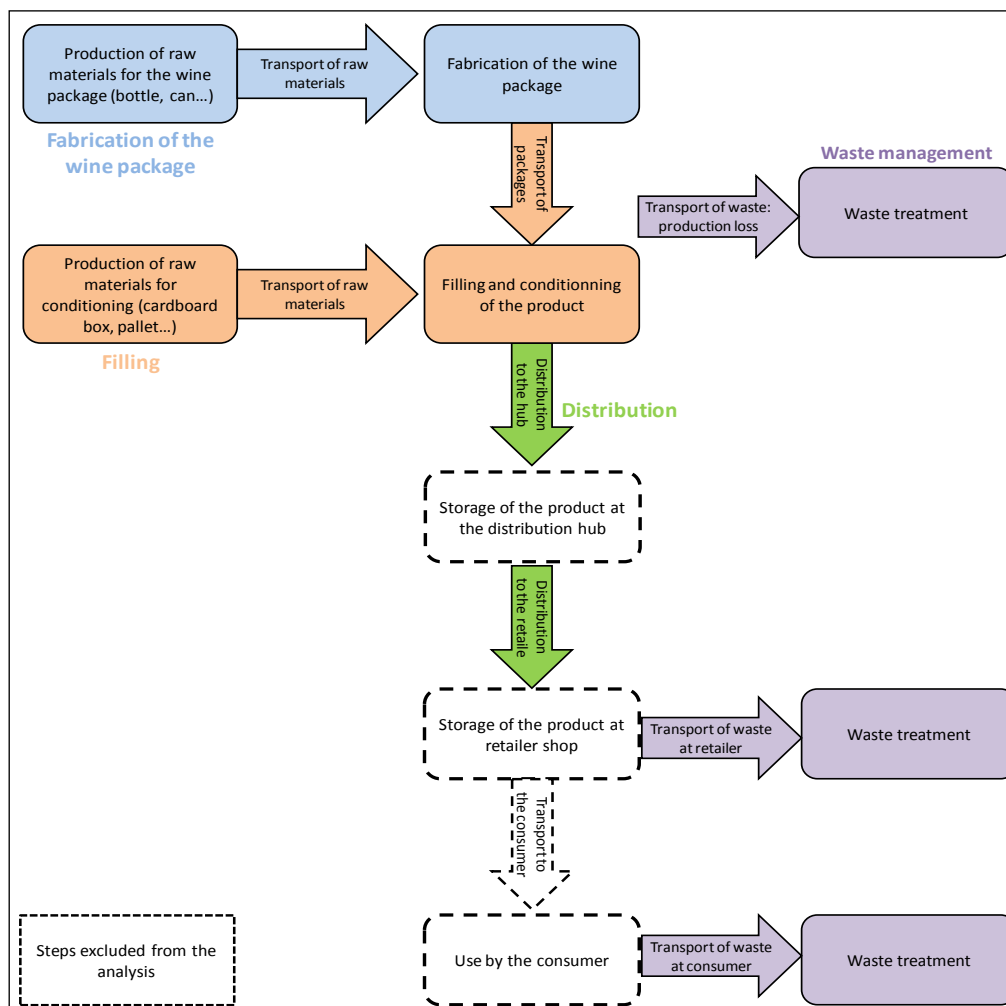 Production of raw
materials for the wine
package (bottle, can…)
Transport of raw
materials
Fabrication of the wine
package
Fabrication of the
wine package
Transport of
packages
Waste management
Transport of waste:
production loss
Waste treatment
Production of raw
materials for
conditioning (cardboard
box, pallet…)
Transport of raw
materials
Filling and conditionning
of the product
Filling
Distribution
to the hub
Distribution
Storage of the product at
the distribution hub
Distribution
to the retaile
Storage of the product at
retailer shop
Transport of waste
at retailer
Waste treatment
Transport to
the consumer
Steps excluded from the
analysis
Use by the consumer
Transport of waste
at consumer
Waste treatment